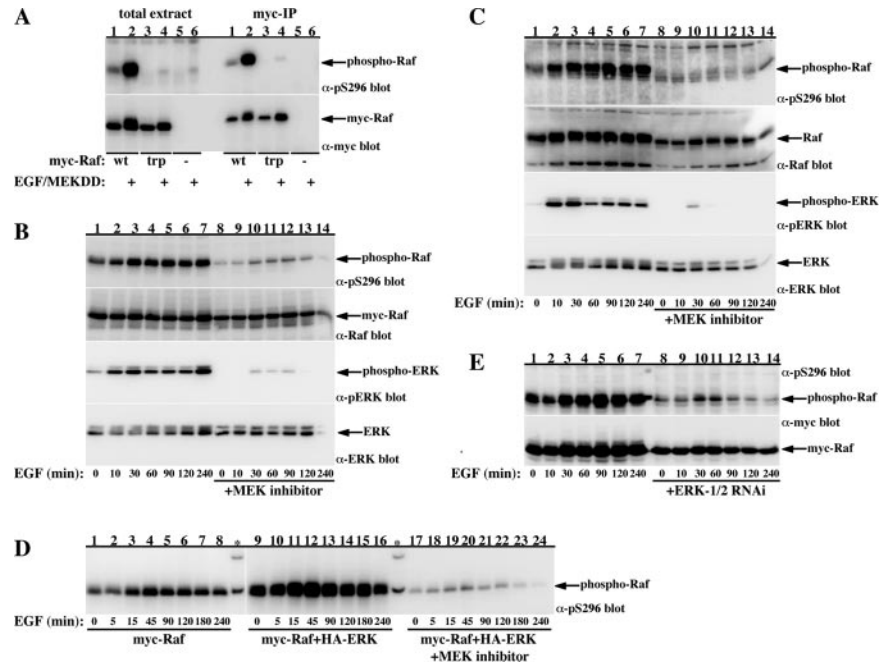 A
total extract
myc-IP
1 2 3 4 5 6
1 2 3 4 5 6
phospho-Raf
α-pS296 blot
myc-Raf
α-myc blot
myc-Raf: wt trp - wt trp -
EGF/MEKDD: + + + + + +
B
1 2 3 4 5 6 7 8 9 10 11 12 13 14
phospho-Raf
α-pS296 blot
myc-Raf
α-Raf blot
phospho-ERK
α-pERK blot
ERK
α-ERK blot
EGF (min): 0 10 30 60 90 120 240 0 10 30 60 90 120 240
+MEK inhibitor
C
1 2 3 4 5 6 7 8 9 10 11 12 13 14
phospho-Raf
α-pS296 blot
Raf
α-Raf blot
phospho-ERK
α-pERK blot
ERK
α-ERK blot
EGF (min): 0 10 30 60 90 120 240 0 10 30 60 90 120 240
+MEK inhibitor
E
1 2 3 4 5 6 7 8 9 10 11 12 13 14
α-pS296 blot
phospho-Raf
α-myc blot
myc-Raf
EGF (min): 0 10 30 60 90 120 240 0 10 30 60 90 120 240
+ERK-1/2 RNAi
D
1 2 3 4 5 6 7 8 * 9 10 11 12 13 14 15 16 * 17 18 19 20 21 22 23 24
phospho-Raf
α-pS296 blot
EGF (min): 0 5 15 45 90 120 180 240 0 5 15 45 90 120 180 240 0 5 15 45 90 120 180 240
myc-Raf
myc-Raf+HA-ERK
myc-Raf+HA-ERK
+MEK inhibitor